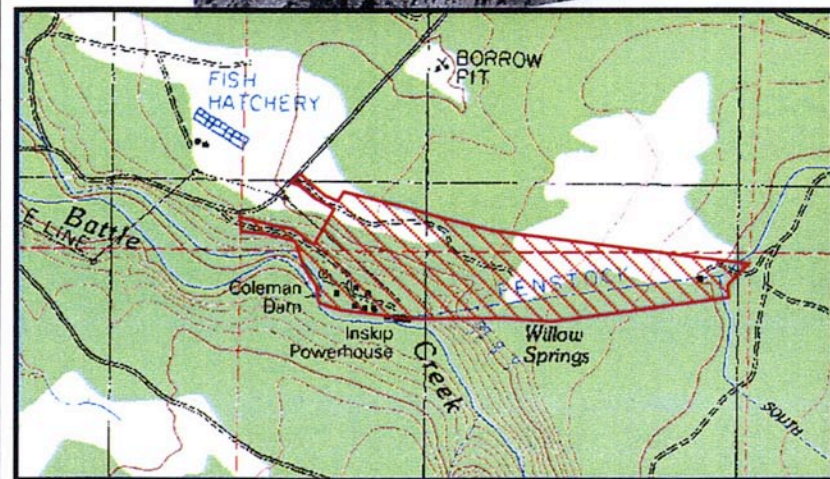 BORROW
PIT
FISH
HATCHERY
Battle
E LINE
PENSTOCK
Coleman
Dam
Inskip
Powerhouse
Creek
Willow
Springs
SOUTH